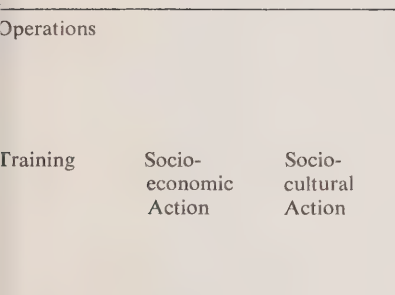 Operations
Training Socio- Socio-
economic cultural
Action Action